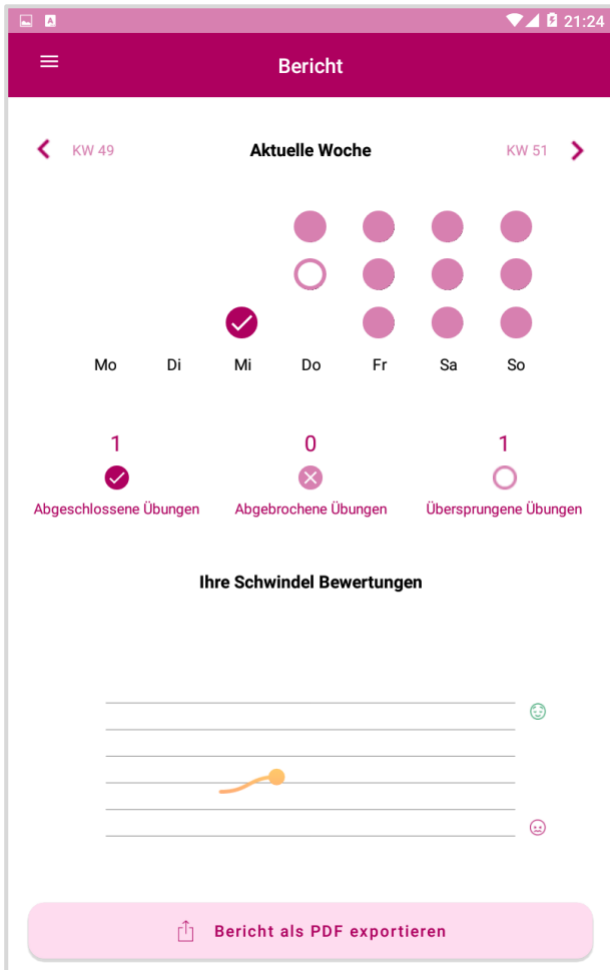 21:24
Bericht
KW 49 Aktuelle Woche KW 51
Mo Di Mi Do Fr Sa So
1 0 1
Abgeschlossene Übungen Abgebrochene Übungen Übersprungene Übungen
Ihre Schwindel Bewertungen
Bericht als PDF exportieren